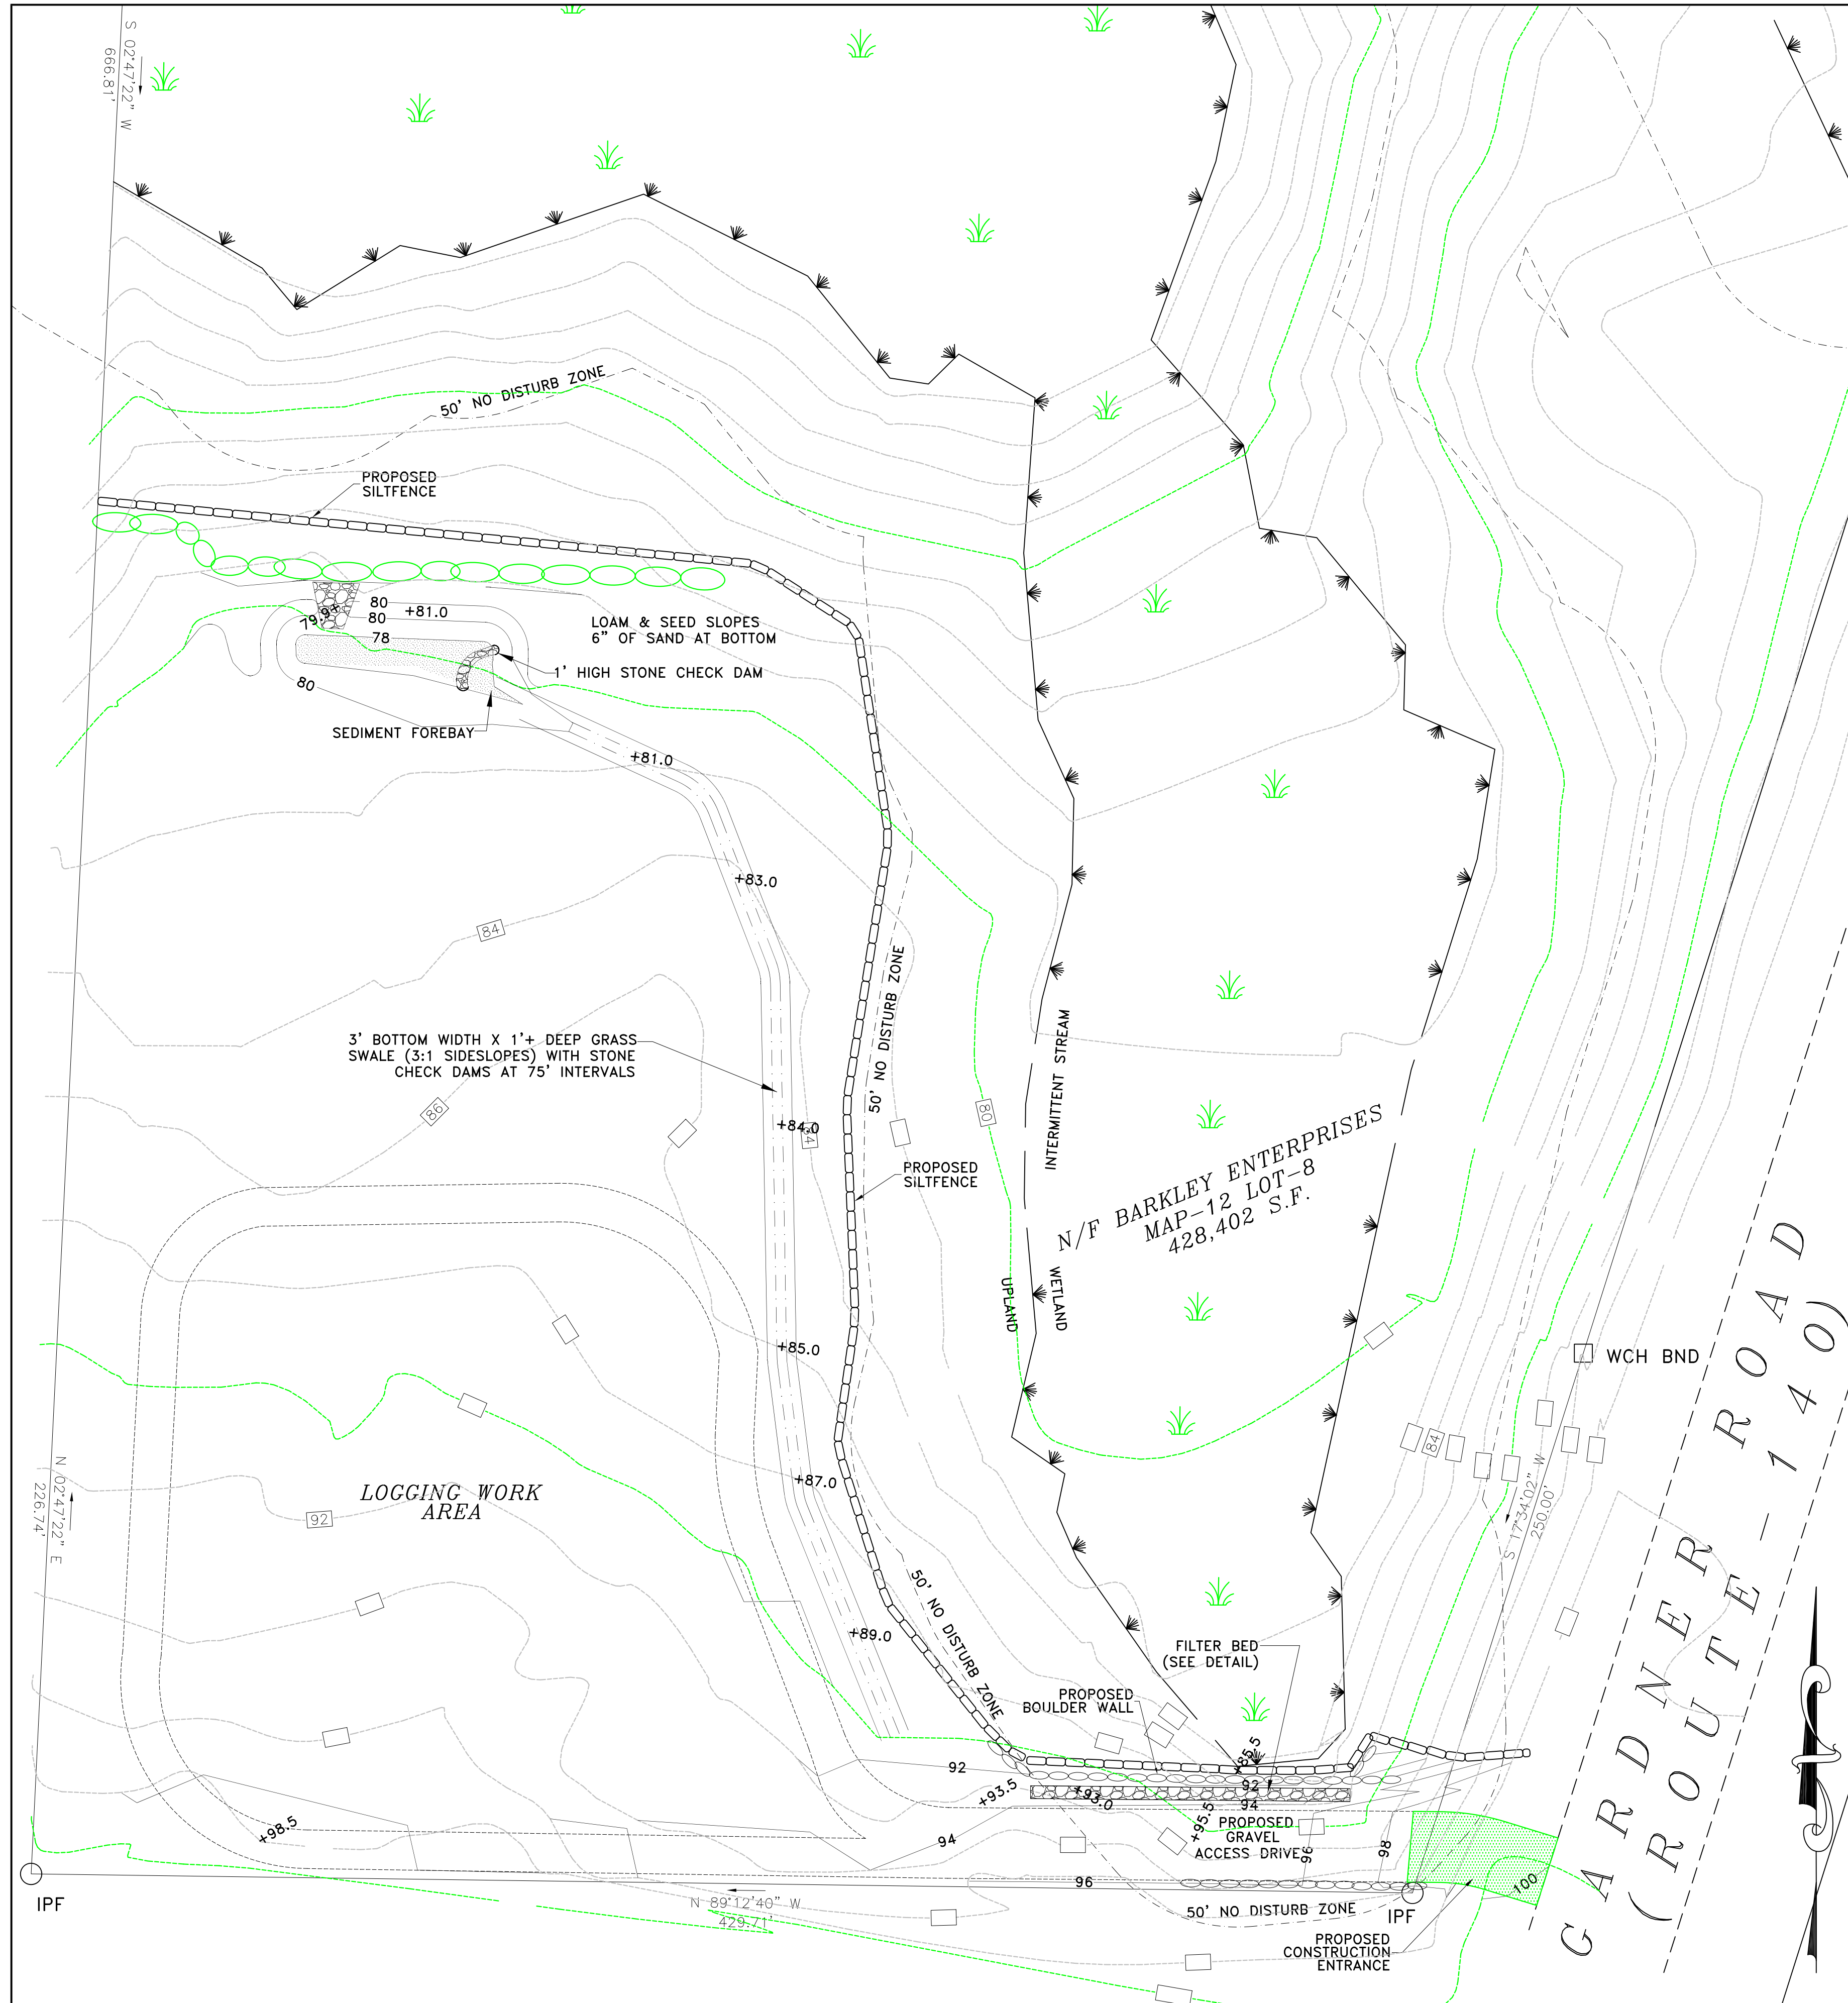 S 02°47'22" W
666.81'
50' NO DISTURB ZONE
PROPOSED
SILTFENCE
79.9+
80
+81.0
80
78
80
LOAM & SEED SLOPES
6" OF SAND AT BOTTOM
1' HIGH STONE CHECK DAM
SEDIMENT FOREBAY
+81.0
+83.0
84
50' NO DISTURB ZONE
3' BOTTOM WIDTH X 1'+ DEEP GRASS
SWALE (3:1 SIDESLOPES) WITH STONE
CHECK DAMS AT 75' INTERVALS
86
+84.0
84
80
INTERMITTENT STREAM
PROPOSED
SILTFENCE
N/F BARKLEY ENTERPRISES
MAP-12 LOT-8
428,402 S.F.
UPLAND
WETLAND
+85.0
WCH BND
84
S 17°34'02" W
250.00'
GARDNER ROAD
(ROUTE-140)
N 02°47'22" E
226.74'
LOGGING WORK
AREA
92
+87.0
50' NO DISTURB ZONE
+89.0
FILTER BED
(SEE DETAIL)
PROPOSED
BOULDER WALL
+85.5
92
92
+93.5
+93.0
94
+95.5
PROPOSED
GRAVEL
ACCESS DRIVE
94
96
98
+98.5
96
100
IPF
N 89°12'40" W
429.71'
50' NO DISTURB ZONE
IPF
PROPOSED
CONSTRUCTION
ENTRANCE